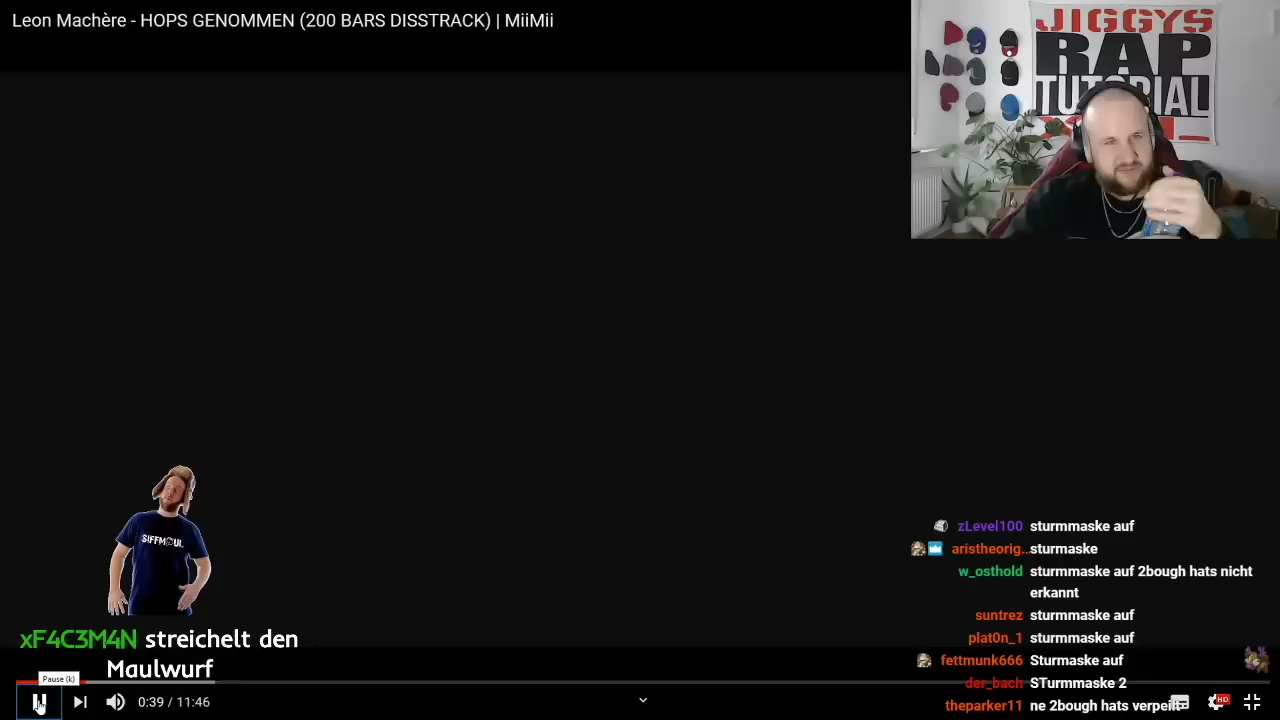 Leon Machère - HOPS GENOMMEN (200 BARS DISSTRACK) | MiiMii
JIGGYS
RAP
TUTORIAL
SIFFMAUL
zLevel100 sturmmaske auf
aristheorig... sturmaske
w_osthold sturmmaske auf 2bough hats nicht
erkannt
suntrez sturmmaske auf
plat0n_1 sturmmaske auf
fettmunk666 Sturmaske auf
der_bach STurmmaske 2
theparker11 ne 2bough hats verpeilt
xF4C3M4N streichelt den
Maulwurf
Pause (k)
0:39 / 11:46
HD